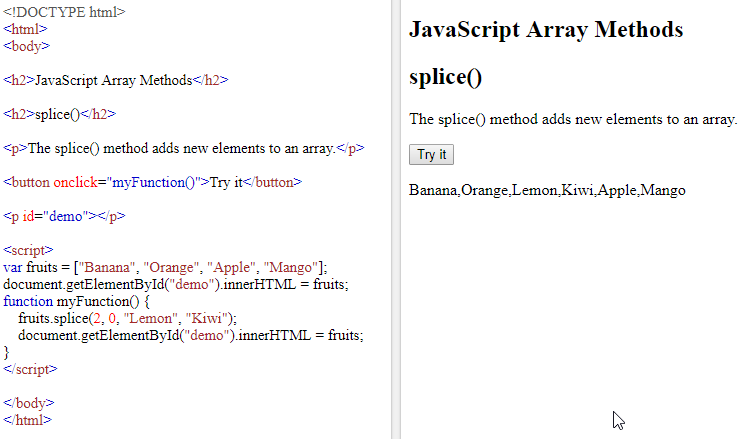 <!DOCTYPE html>
<html>
<body>
<h2>JavaScript Array Methods</h2>
<h2>splice()</h2>
<p>The splice() method adds new elements to an array.</p>
<button onclick="myFunction()">Try it</button>
<p id="demo"></p>
<script>
var fruits = ["Banana", "Orange", "Apple", "Mango"];
document.getElementById("demo").innerHTML = fruits;
function myFunction() {
    fruits.splice(2, 0, "Lemon", "Kiwi");
    document.getElementById("demo").innerHTML = fruits;
}
</script>
</body>
</html>
JavaScript Array Methods
splice()
The splice() method adds new elements to an array.
Try it
Banana,Orange,Lemon,Kiwi,Apple,Mango